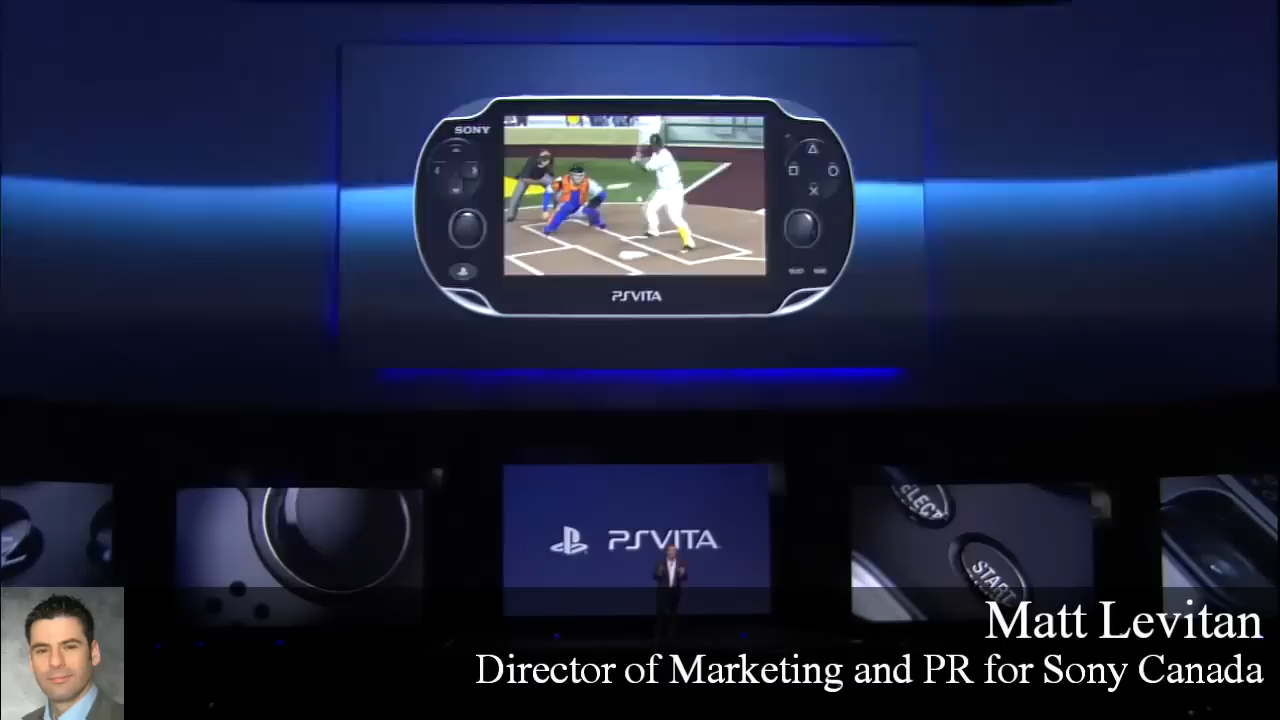 SONY
PSVITA
PSVITA
SELECT
START
Matt Levitan
Director of Marketing and PR for Sony Canada